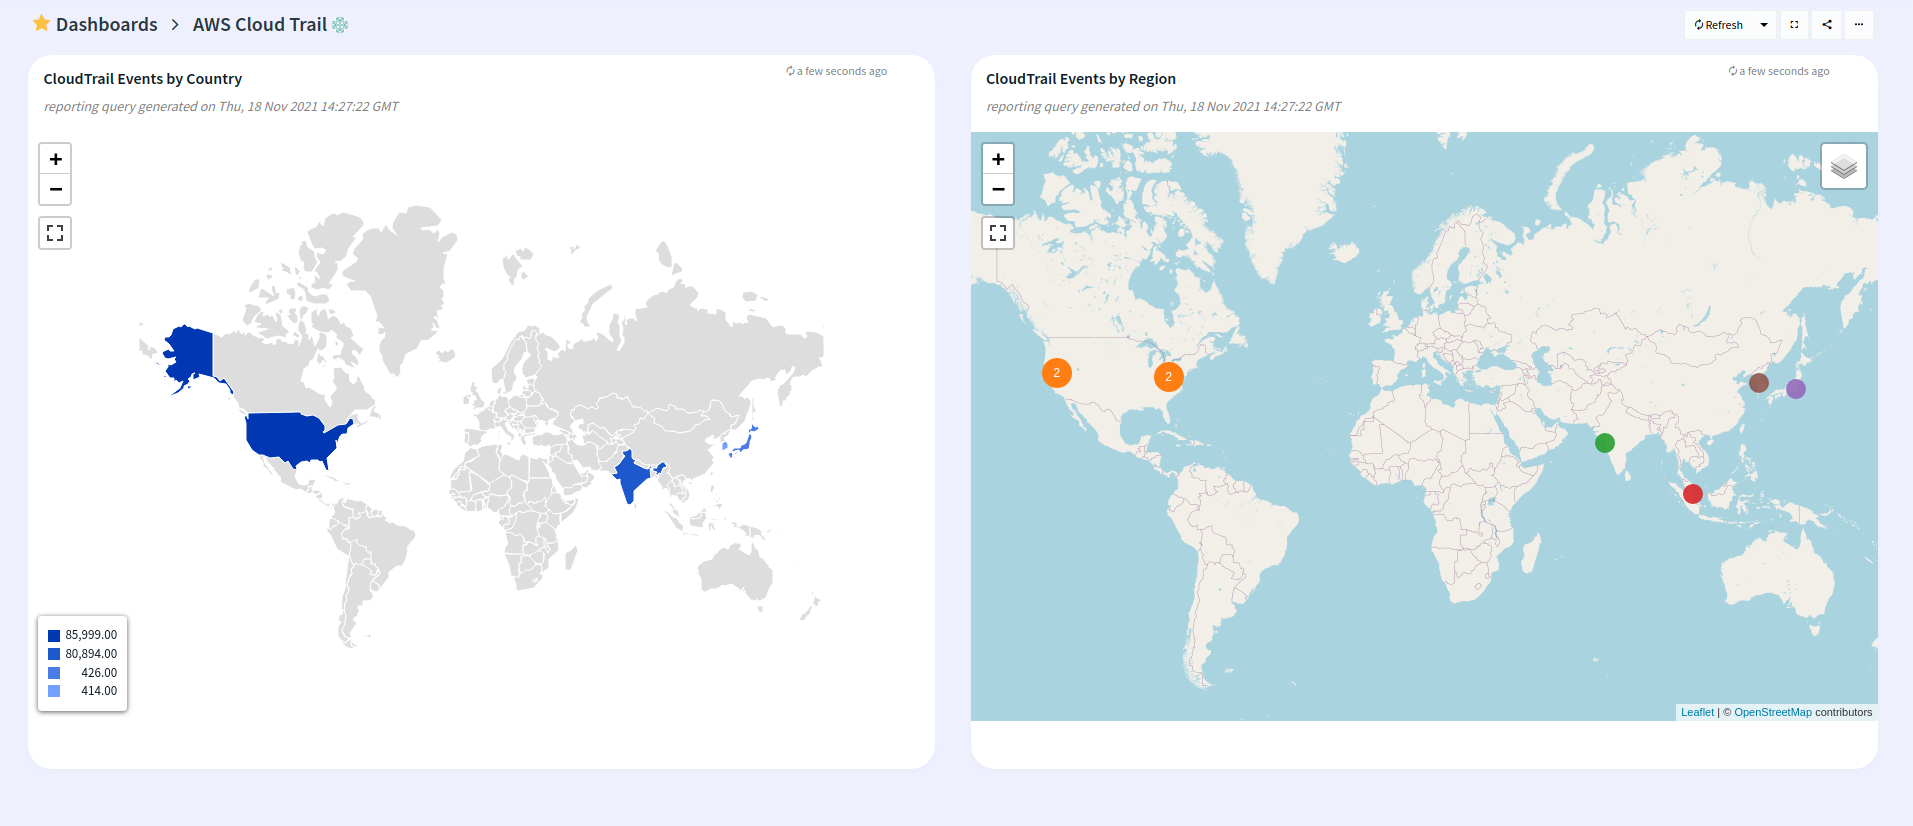 Dashboards > AWS Cloud Trail
Refresh
CloudTrail Events by Country
a few seconds ago
reporting query generated on Thu, 18 Nov 2021 14:27:22 GMT
+
−
85,999.00
80,894.00
426.00
414.00
CloudTrail Events by Region
a few seconds ago
reporting query generated on Thu, 18 Nov 2021 14:27:22 GMT
+
−
2
2
Leaflet | © OpenStreetMap contributors